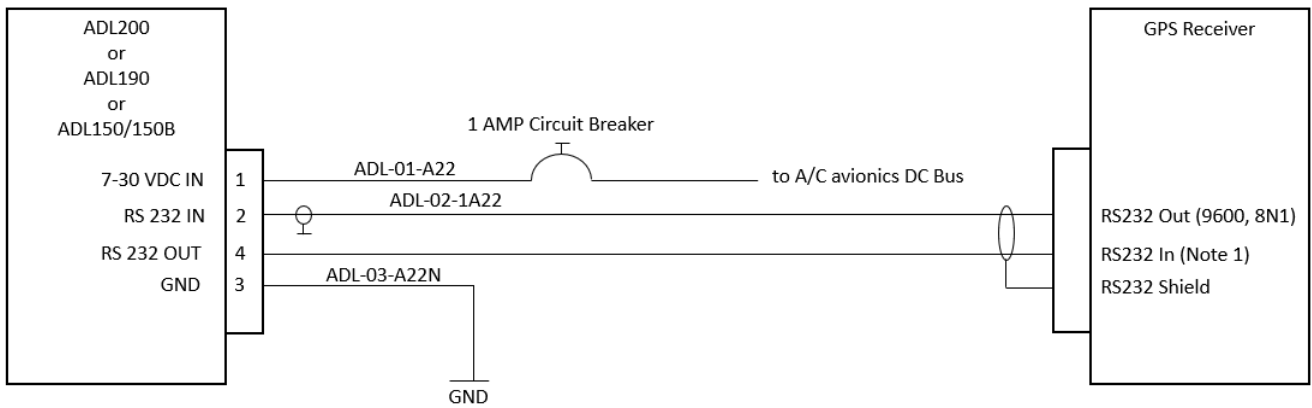 ADL200
or
ADL190
or
ADL150/150B
GPS Receiver
1 AMP Circuit Breaker
7-30 VDC IN 1 ADL-01-A22 to A/C avionics DC Bus
RS 232 IN 2 ADL-02-1A22 RS232 Out (9600, 8N1)
RS 232 OUT 4 RS232 In (Note 1)
GND 3 ADL-03-A22N RS232 Shield
GND